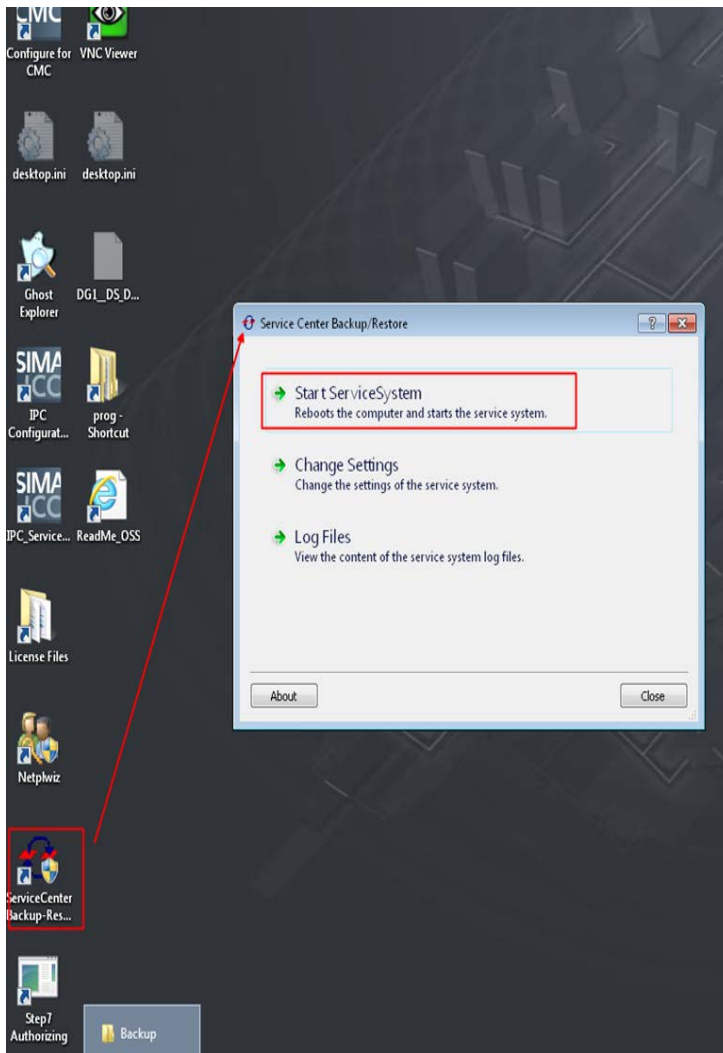 CMC
Configure for
CMC
VNC Viewer
desktop.ini
desktop.ini
Ghost
Explorer
DG1__DS_D...
SIMA
ICC
IPC
Configurat...
prog -
Shortcut
SIMA
ICC
IPC_Service...
ReadMe_OSS
License Files
Netplwiz
ServiceCenter
Backup-Res...
Step7
Authorizing
Backup
Service Center Backup/Restore
Start ServiceSystem
Reboots the computer and starts the service system.
Change Settings
Change the settings of the service system.
Log Files
View the content of the service system log files.
About
Close